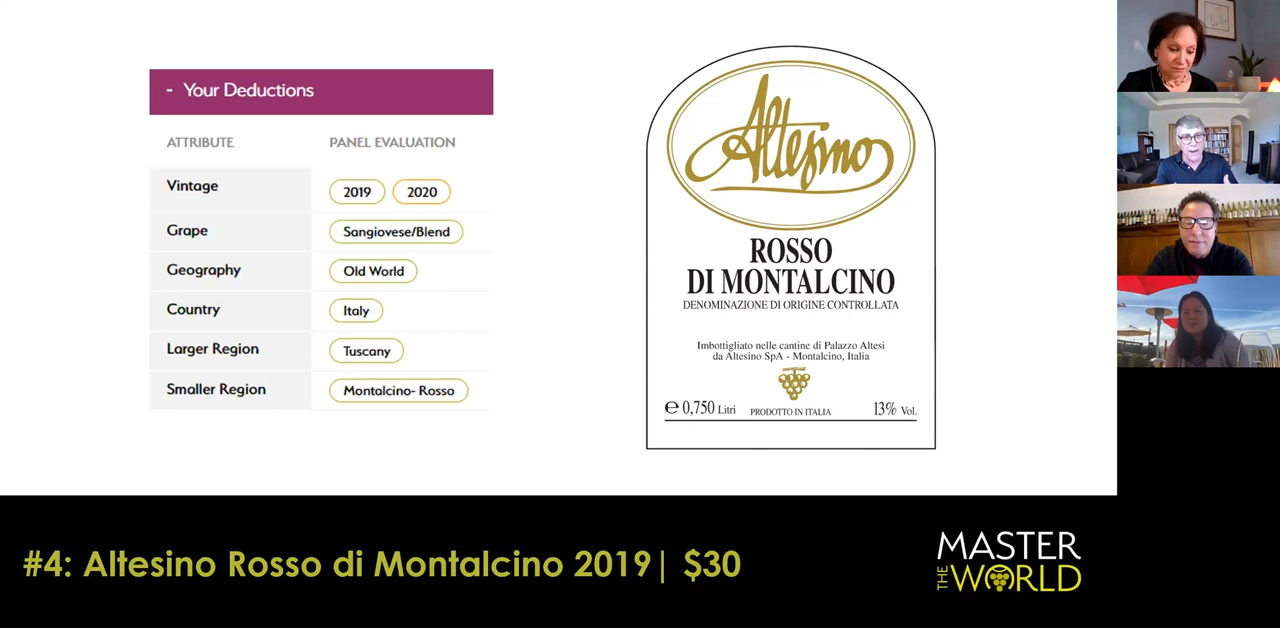 - Your Deductions
ATTRIBUTE PANEL EVALUATION
Vintage 2019 2020
Grape Sangiovese/Blend
Geography Old World
Country Italy
Larger Region Tuscany
Smaller Region Montalcino- Rosso
Altesino
ROSSO
DI MONTALCINO
DENOMINAZIONE DI ORIGINE CONTROLLATA
Imbottigliato nelle cantine di Palazzo Altesi
da Altesino SpA - Montalcino, Italia
e 0,750 Litri PRODOTTO IN ITALIA 13% Vol.
#4: Altesino Rosso di Montalcino 2019| $30
MASTER
THE WORLD